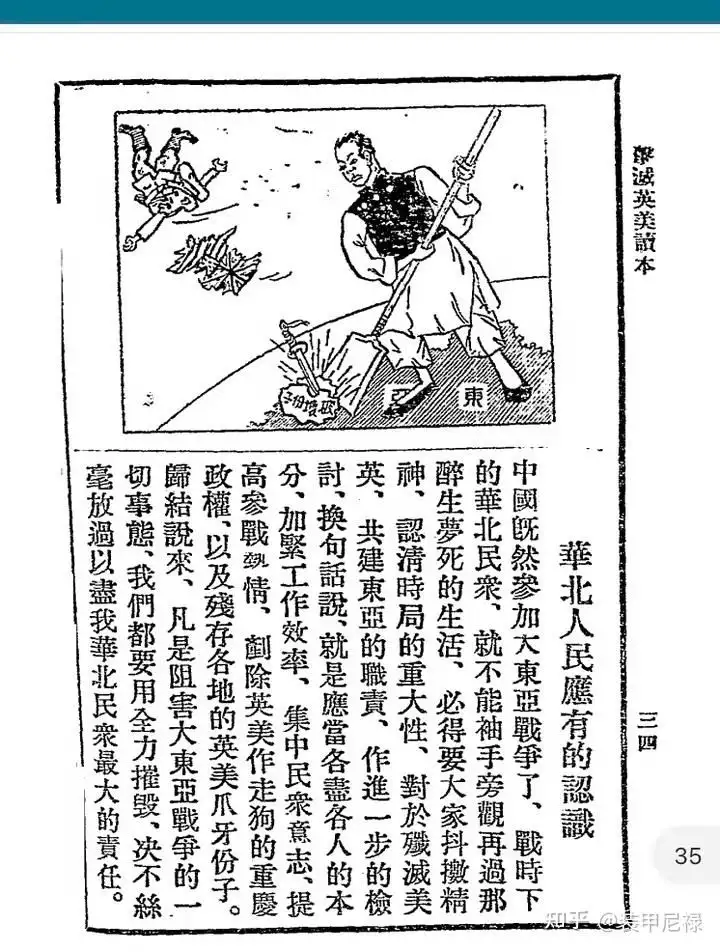 擊滅英美讀本
三四
東亞
破壞份子
華北人民應有的認識
中國旣然參加大東亞戰爭了、戰時下
的華北民衆、就不能袖手旁觀再過那
醉生夢死的生活、必得要大家抖擻精
神、認清時局的重大性、對於殲滅美
英、共建東亞的職責、作進一步的檢
討、換句話說、就是應當各盡各人的本
分、加緊工作效率、集中民衆意志、提
高參戰熱情、剷除英美作走狗的重慶
政權、以及殘存各地的英美爪牙份子。
歸結說來、凡是阻害大東亞戰爭的一
切事態、我們都要用全力摧毀、决不絲
毫放過以盡我華北民衆最大的責任。
35
知乎 @装甲尼禄